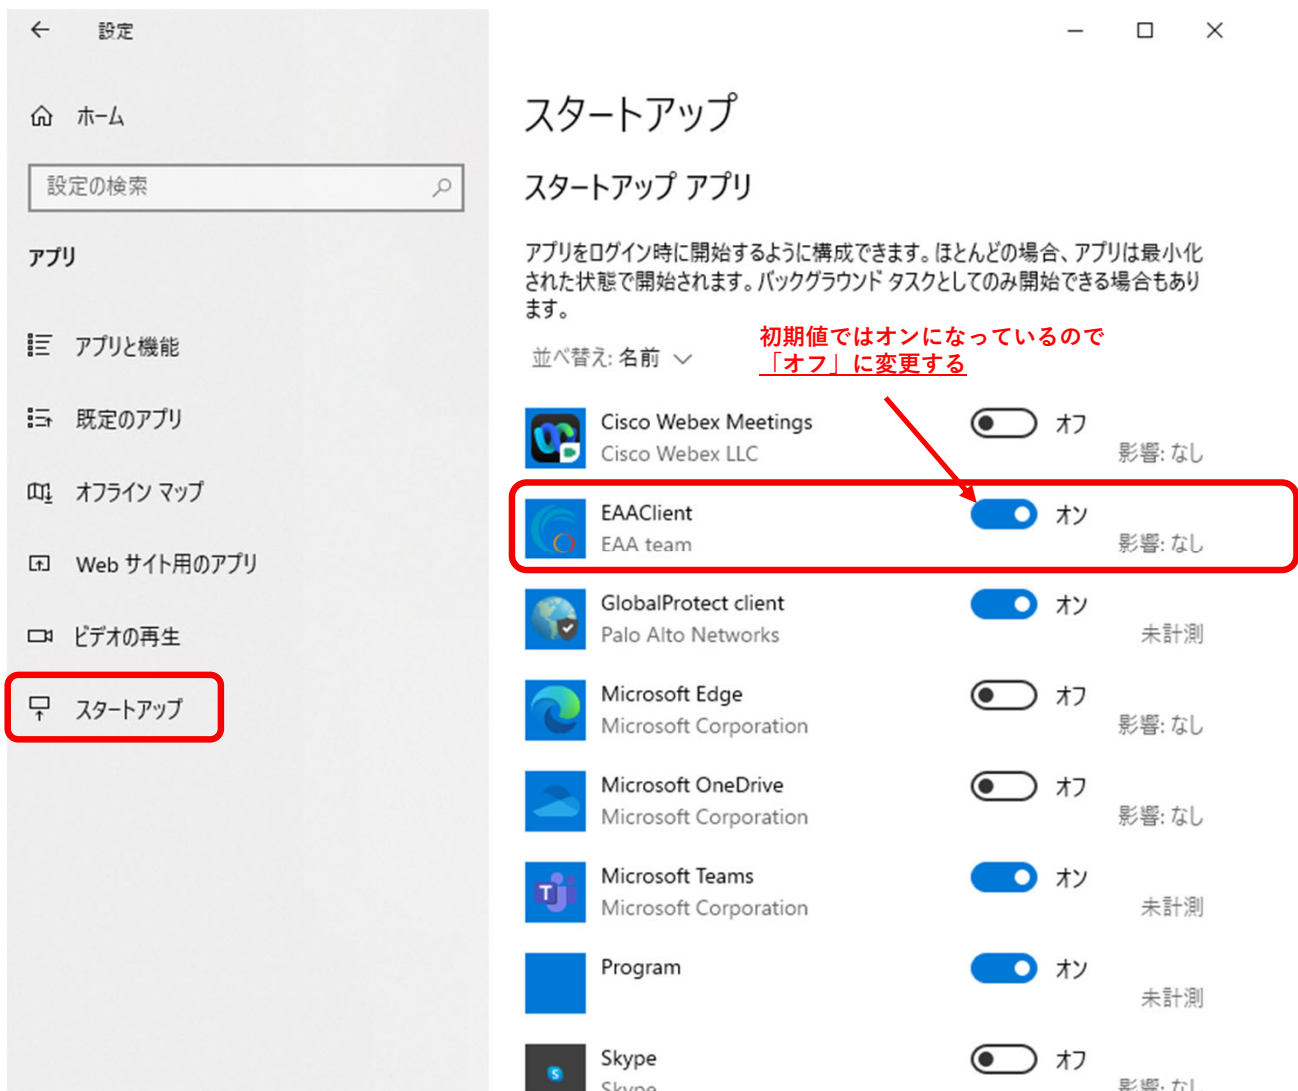 設定
ホーム
設定の検索
アプリ
アプリと機能
既定のアプリ
オフライン マップ
Web サイト用のアプリ
ビデオの再生
スタートアップ
スタートアップ
スタートアップ アプリ
アプリをログイン時に開始するように構成できます。ほとんどの場合、アプリは最小化
された状態で開始されます。バックグラウンド タスクとしてのみ開始できる場合もあり
ます。
初期値ではオンになっているので
「オフ」に変更する
並べ替え: 名前
Cisco Webex Meetings
オフ
Cisco Webex LLC
影響: なし
EAAClient
オン
EAA team
影響: なし
GlobalProtect client
オン
Palo Alto Networks
未計測
Microsoft Edge
オフ
Microsoft Corporation
影響: なし
Microsoft OneDrive
オフ
Microsoft Corporation
影響: なし
Microsoft Teams
オン
Microsoft Corporation
未計測
Program
オン
未計測
Skype
オフ
Skype
影響: なし